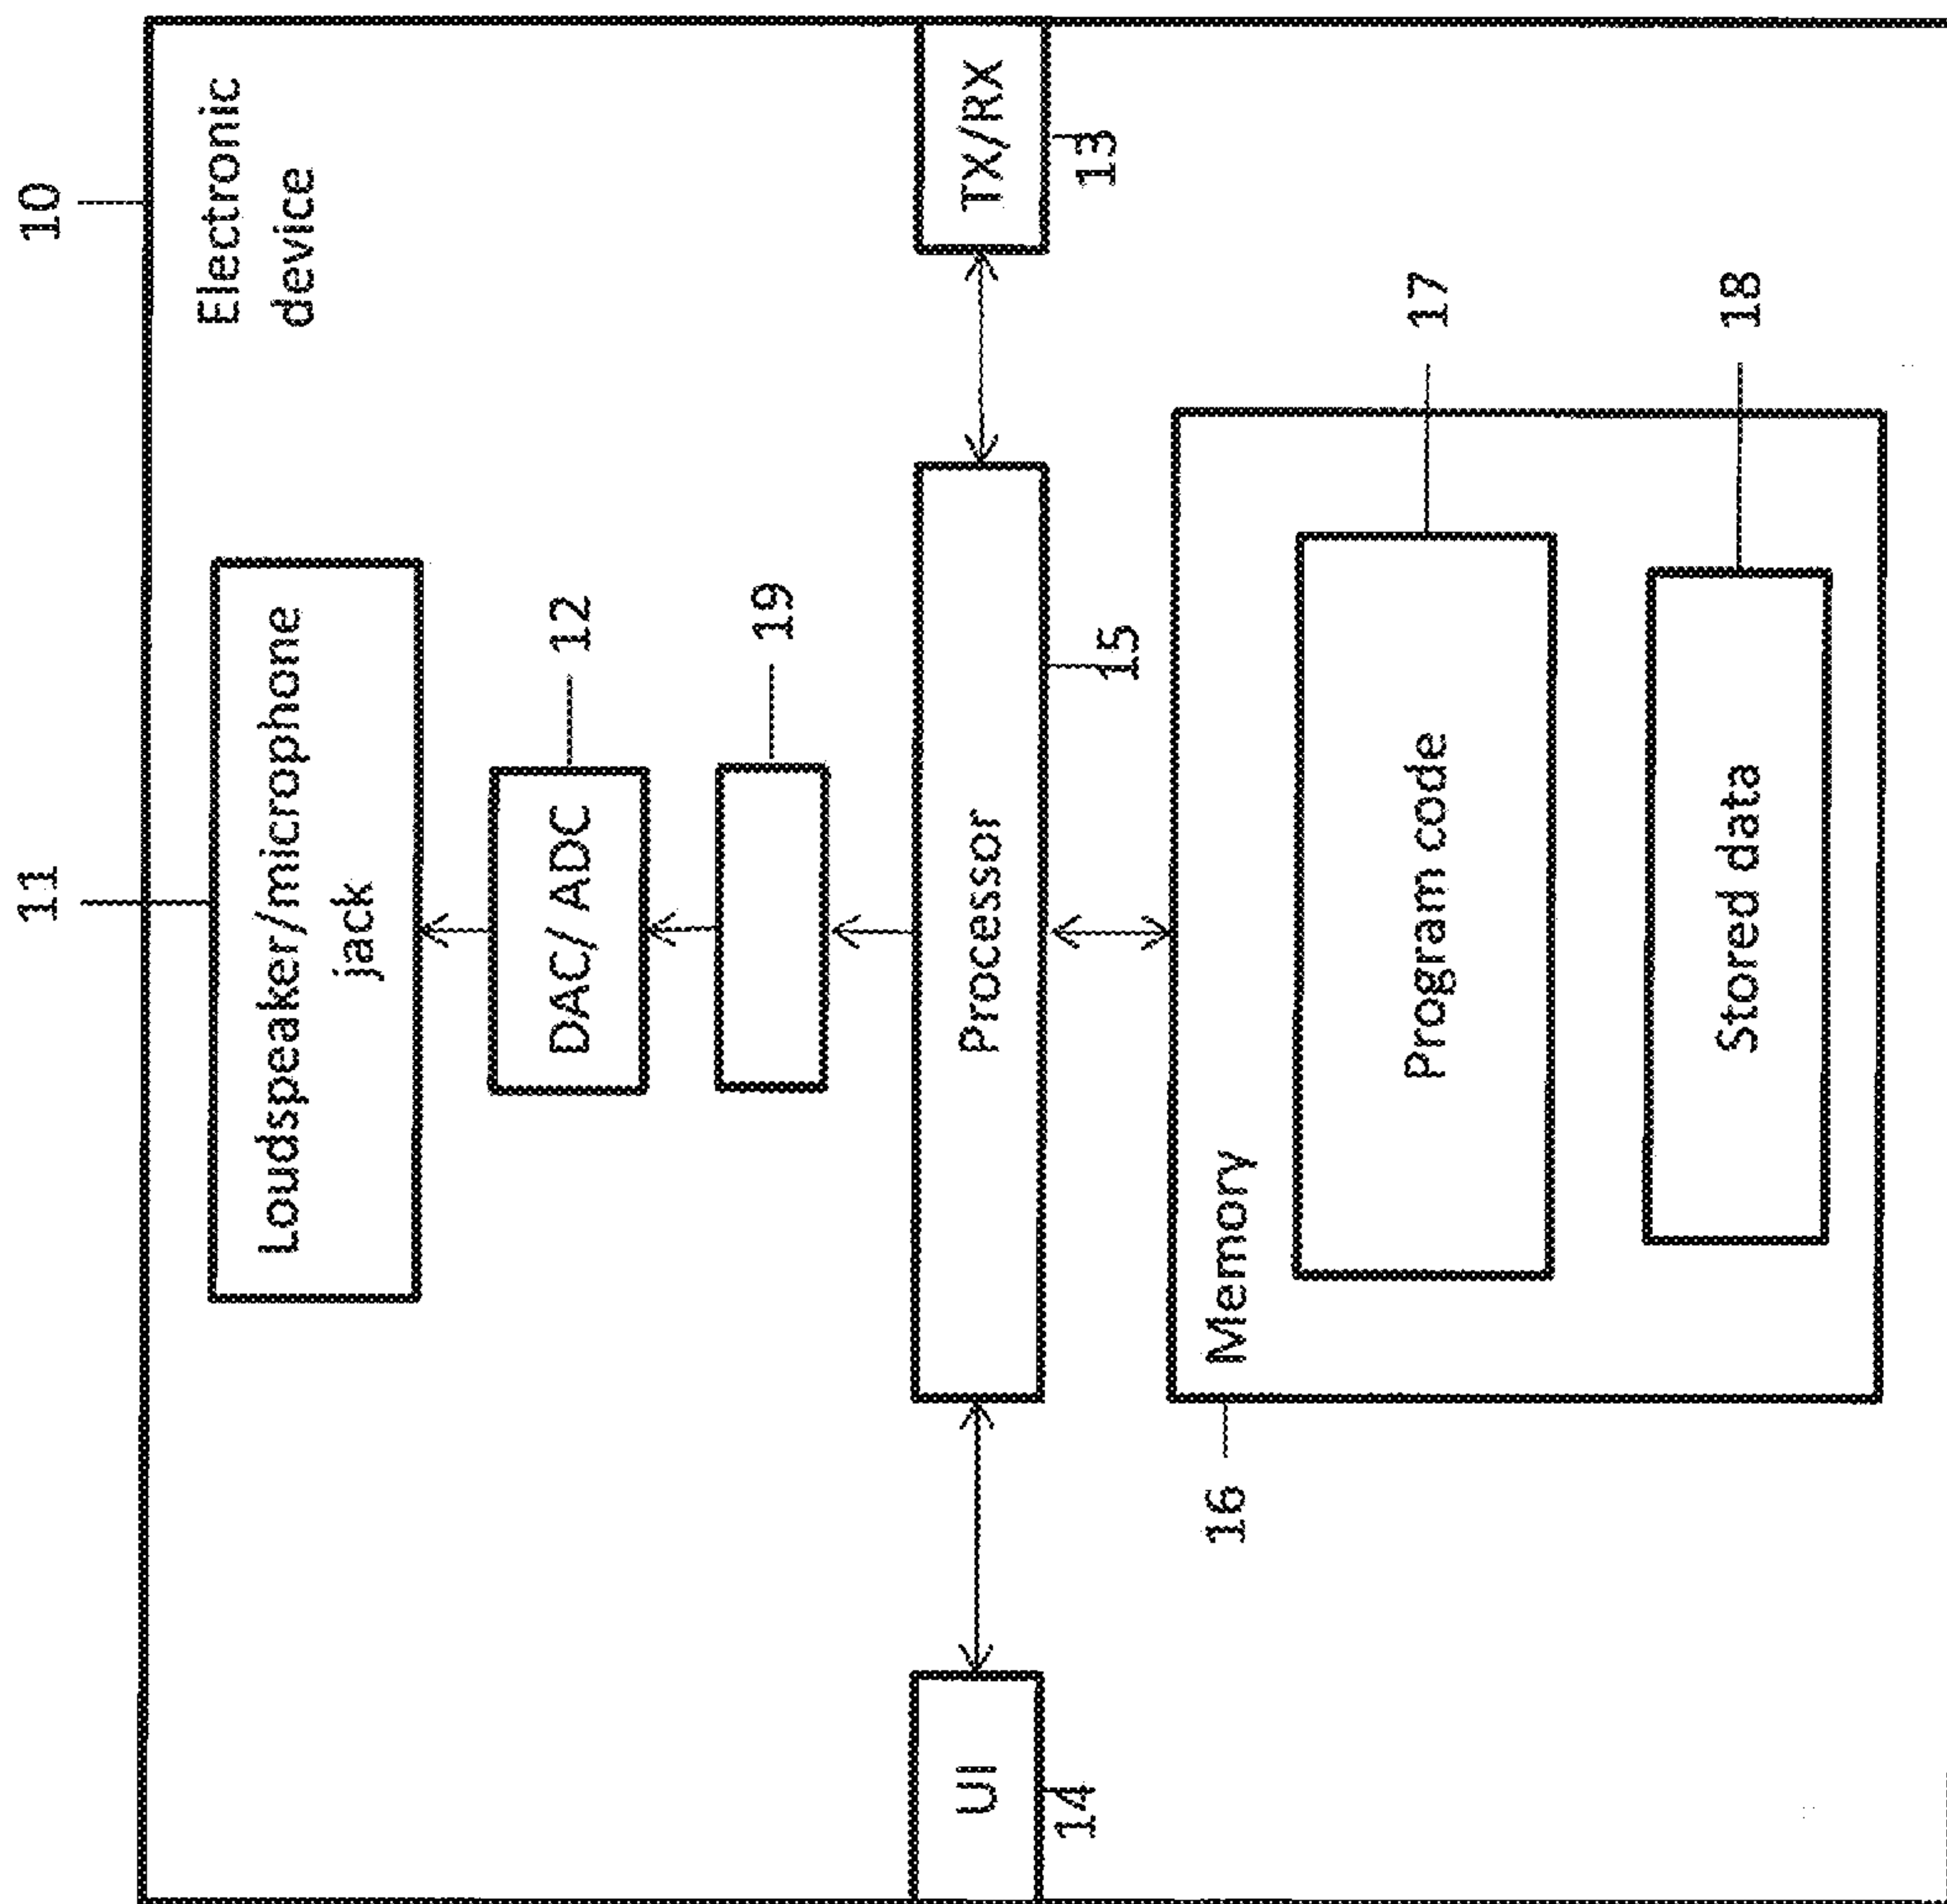 10
Electronic
device
11
Loudspeaker/microphone
jack
DAC/ADC
12
19
UI
14
Processor
15
TX/RX
13
16
Memory
Program code
17
Stored data
18